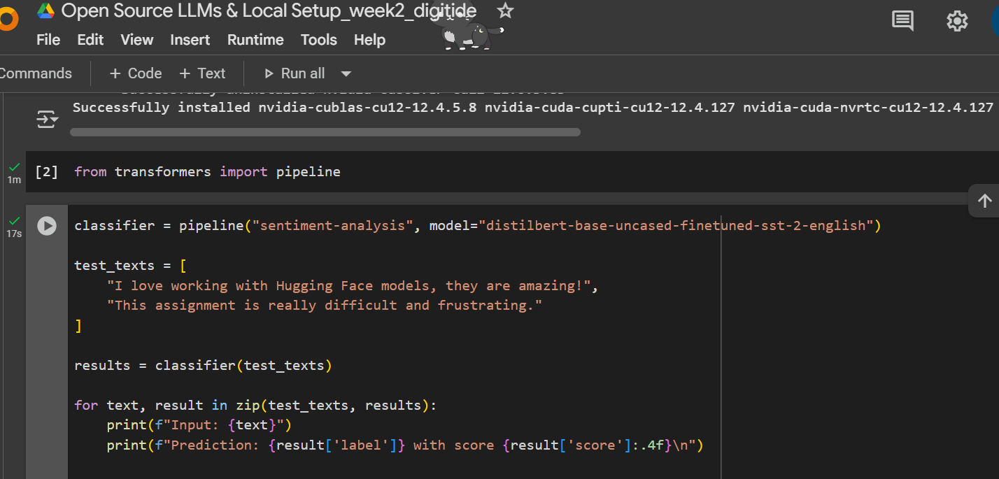 Open Source LLMs & Local Setup_week2_digitide
File Edit View Insert Runtime Tools Help
Commands + Code + Text Run all
Successfully installed nvidia-cublas-cu12-12.4.5.8 nvidia-cuda-cupti-cu12-12.4.127 nvidia-cuda-nvrtc-cu12-12.4.127
1m
[2] from transformers import pipeline
17s
classifier = pipeline("sentiment-analysis", model="distilbert-base-uncased-finetuned-sst-2-english")
test_texts = [
"I love working with Hugging Face models, they are amazing!",
"This assignment is really difficult and frustrating."
]
results = classifier(test_texts)
for text, result in zip(test_texts, results):
print(f"Input: {text}")
print(f"Prediction: {result['label']} with score {result['score']:.4f}\n")